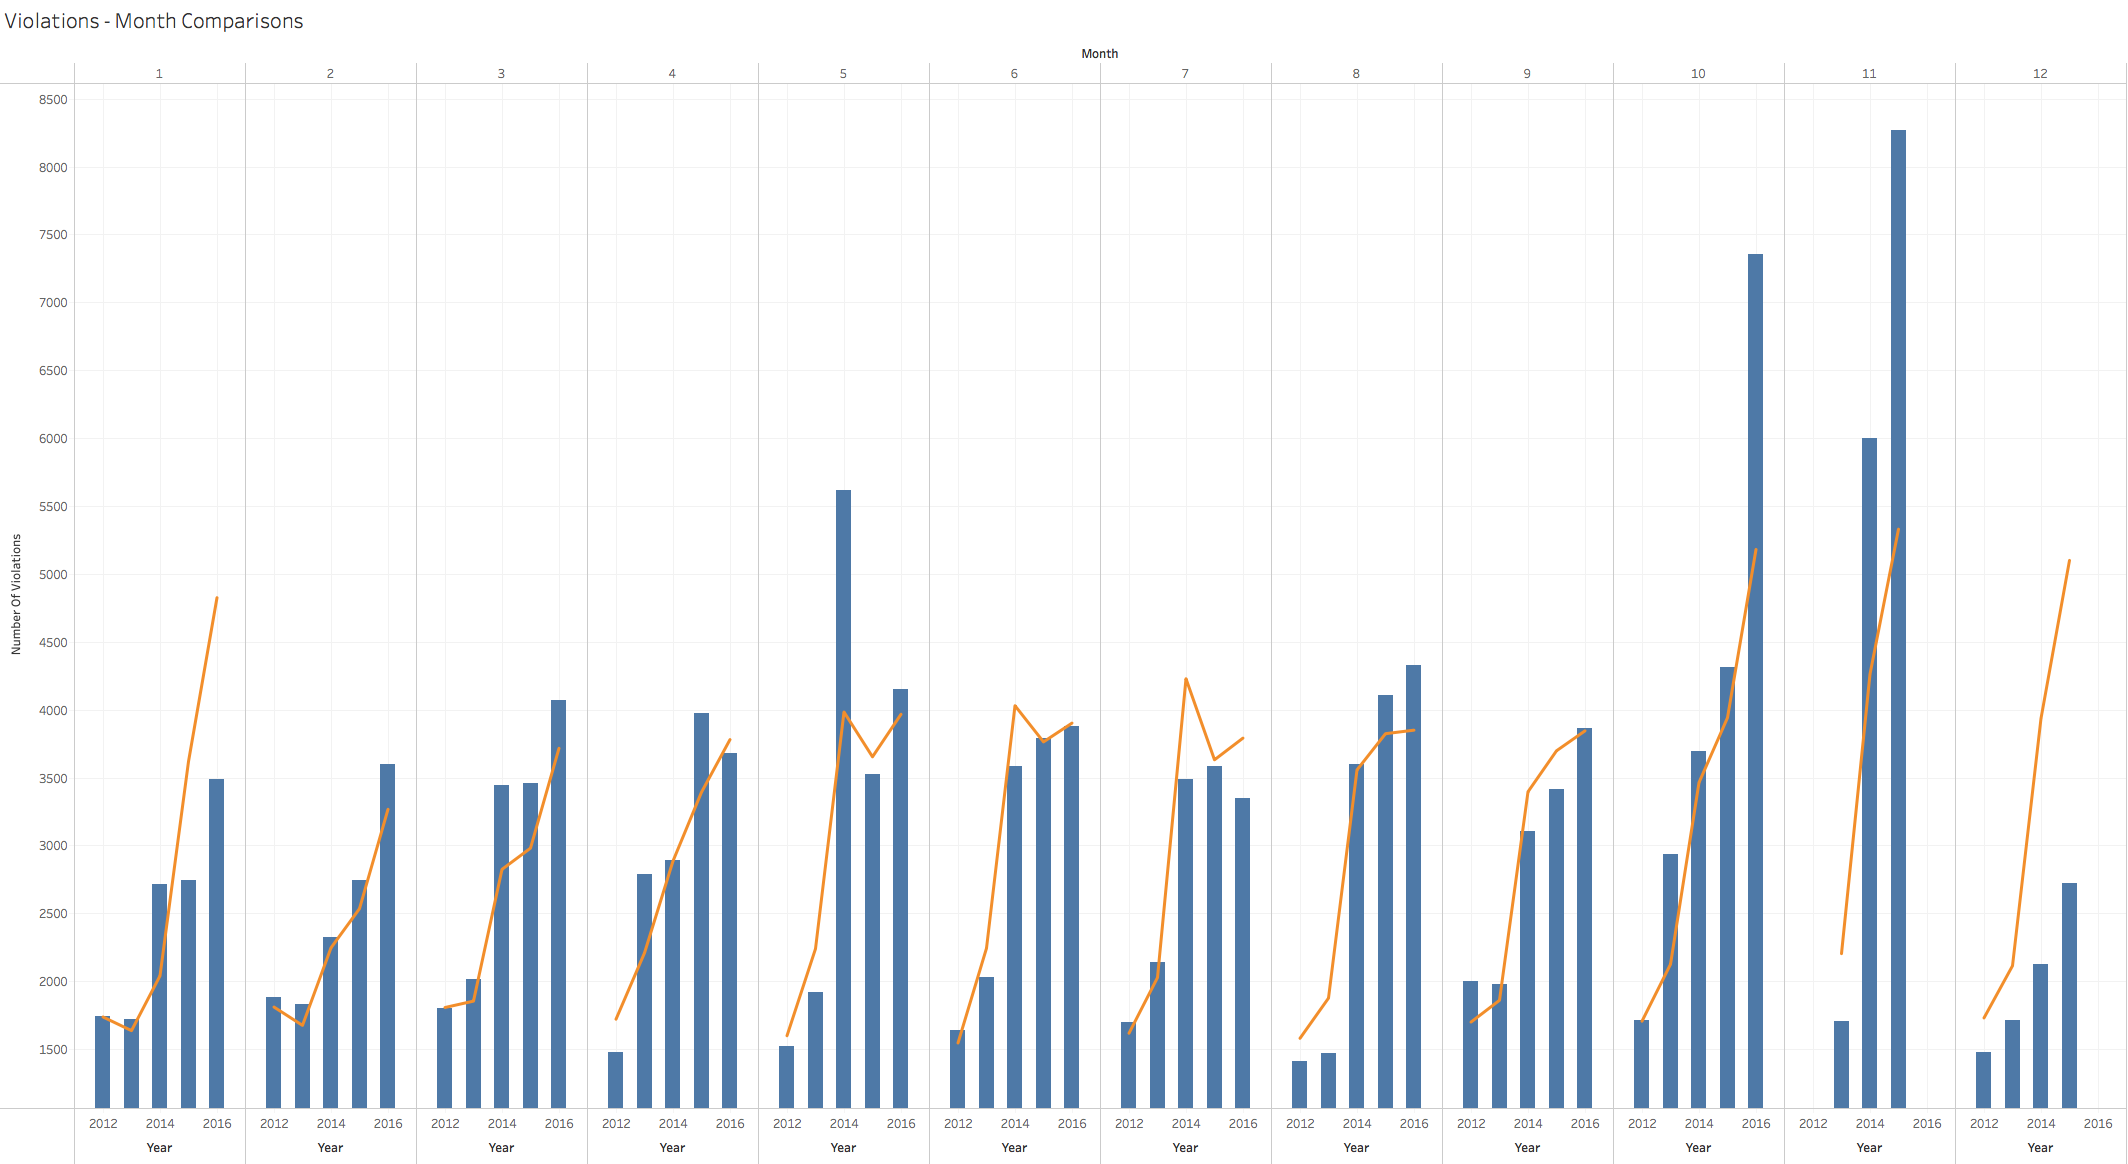 Violations - Month Comparisons
Month
1 2 3 4 5 6 7 8 9 10 11 12
8500
8000
7500
7000
6500
6000
5500
5000
4500
4000
3500
3000
2500
2000
1500
Number Of Violations
2012 2014 2016 2012 2014 2016 2012 2014 2016 2012 2014 2016 2012 2014 2016 2012 2014 2016 2012 2014 2016 2012 2014 2016 2012 2014 2016 2012 2014 2016 2012 2014 2016 2012 2014 2016
Year Year Year Year Year Year Year Year Year Year Year Year